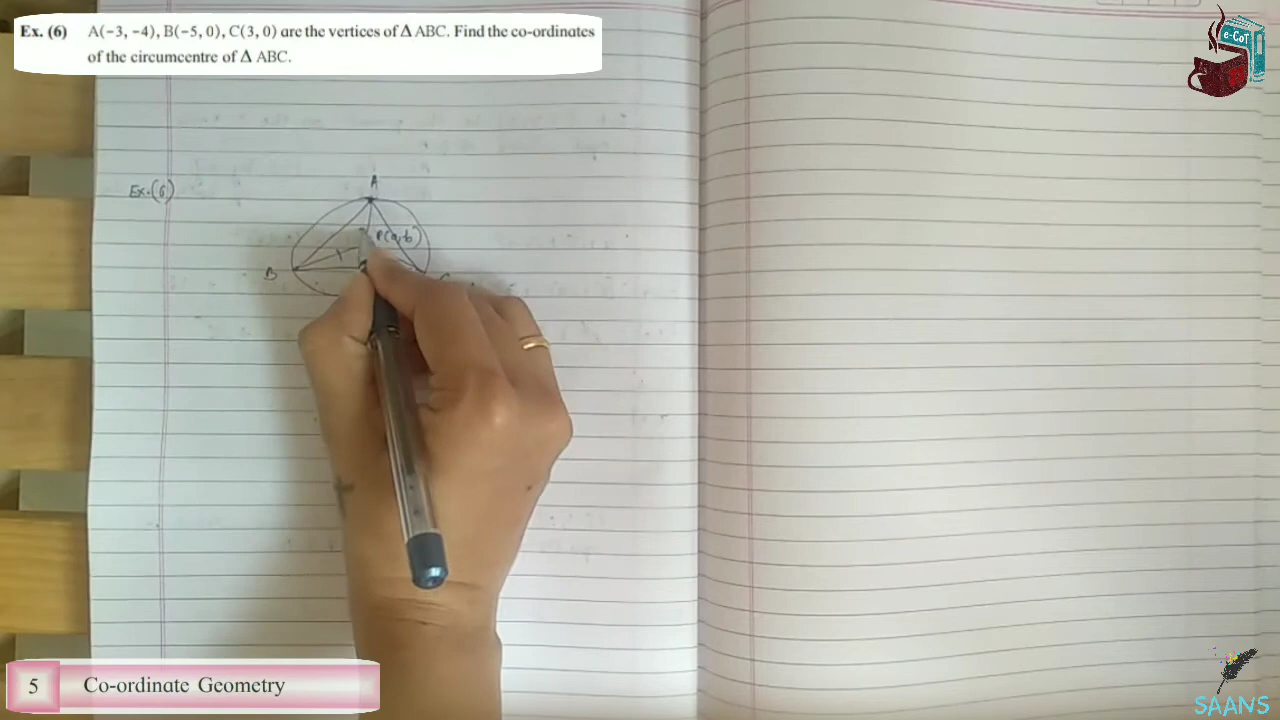 Ex. (6) A(−3, −4), B(−5, 0), C(3, 0) are the vertices of Δ ABC. Find the co-ordinates
of the circumcentre of Δ ABC.
e-CoT
Ex.(6)
A
P(a,b)
B
5 Co-ordinate Geometry
SAANS